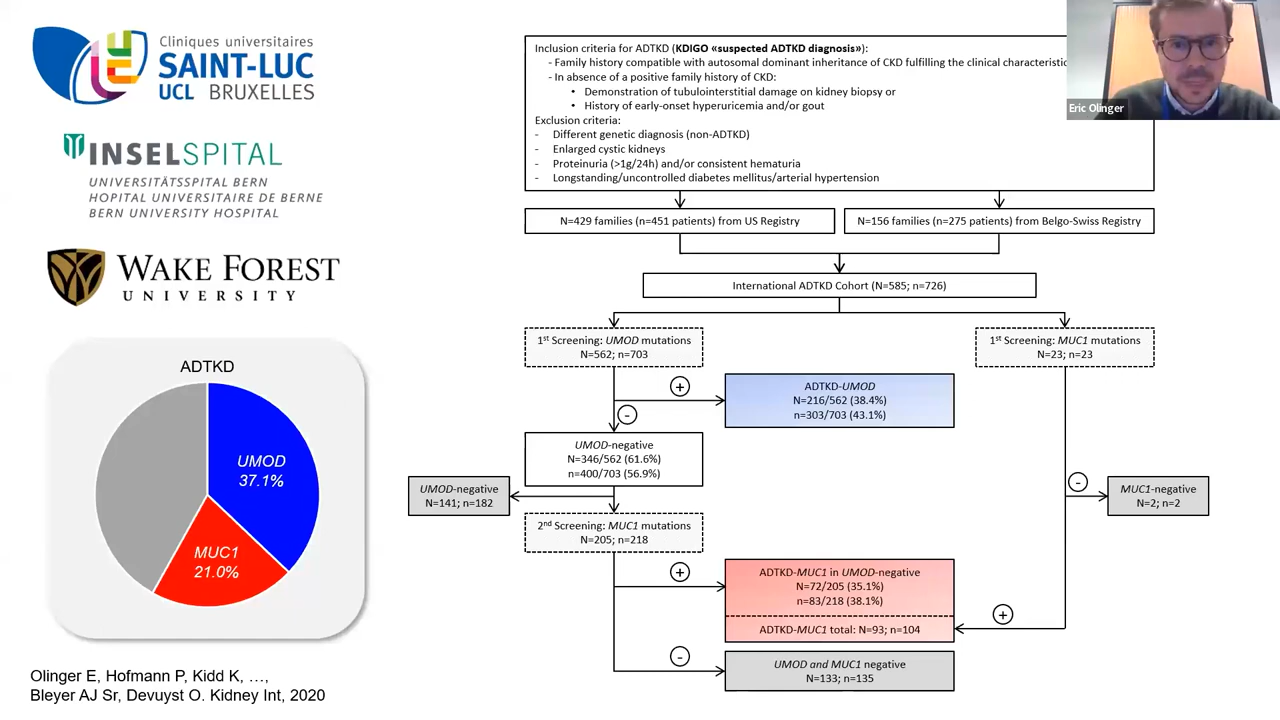 Cliniques universitaires
SAINT-LUC
UCL BRUXELLES
INSELSPITAL
UNIVERSITÄTSSPITAL BERN
HOPITAL UNIVERSITAIRE DE BERNE
BERN UNIVERSITY HOSPITAL
WAKE FOREST
UNIVERSITY
ADTKD
UMOD
37.1%
MUC1
21.0%
Olinger E, Hofmann P, Kidd K, …,
Bleyer AJ Sr, Devuyst O. Kidney Int, 2020
Inclusion criteria for ADTKD (KDIGO «suspected ADTKD diagnosis»):
- Family history compatible with autosomal dominant inheritance of CKD fulfilling the clinical
- In absence of a positive family history of CKD:
• Demonstration of tubulointerstitial damage on kidney biopsy or
• History of early-onset hyperuricemia and/or gout
Exclusion criteria:
- Different genetic diagnosis (non-ADTKD)
- Enlarged cystic kidneys
- Proteinuria (>1g/24h) and/or consistent hematuria
- Longstanding/uncontrolled diabetes mellitus/arterial hypertension
Eric Olinger
N=429 families (n=451 patients) from US Registry
N=156 families (n=275 patients) from Belgo-Swiss Registry
International ADTKD Cohort (N=585; n=726)
1st Screening: UMOD mutations
N=562; n=703
1st Screening: MUC1 mutations
N=23; n=23
+
ADTKD-UMOD
N=216/562 (38.4%)
n=303/703 (43.1%)
-
UMOD-negative
N=346/562 (61.6%)
n=400/703 (56.9%)
UMOD-negative
N=141; n=182
-
MUC1-negative
N=2; n=2
2nd Screening: MUC1 mutations
N=205; n=218
+
ADTKD-MUC1 in UMOD-negative
N=72/205 (35.1%)
n=83/218 (38.1%)
+
ADTKD-MUC1 total: N=93; n=104
-
UMOD and MUC1 negative
N=133; n=135